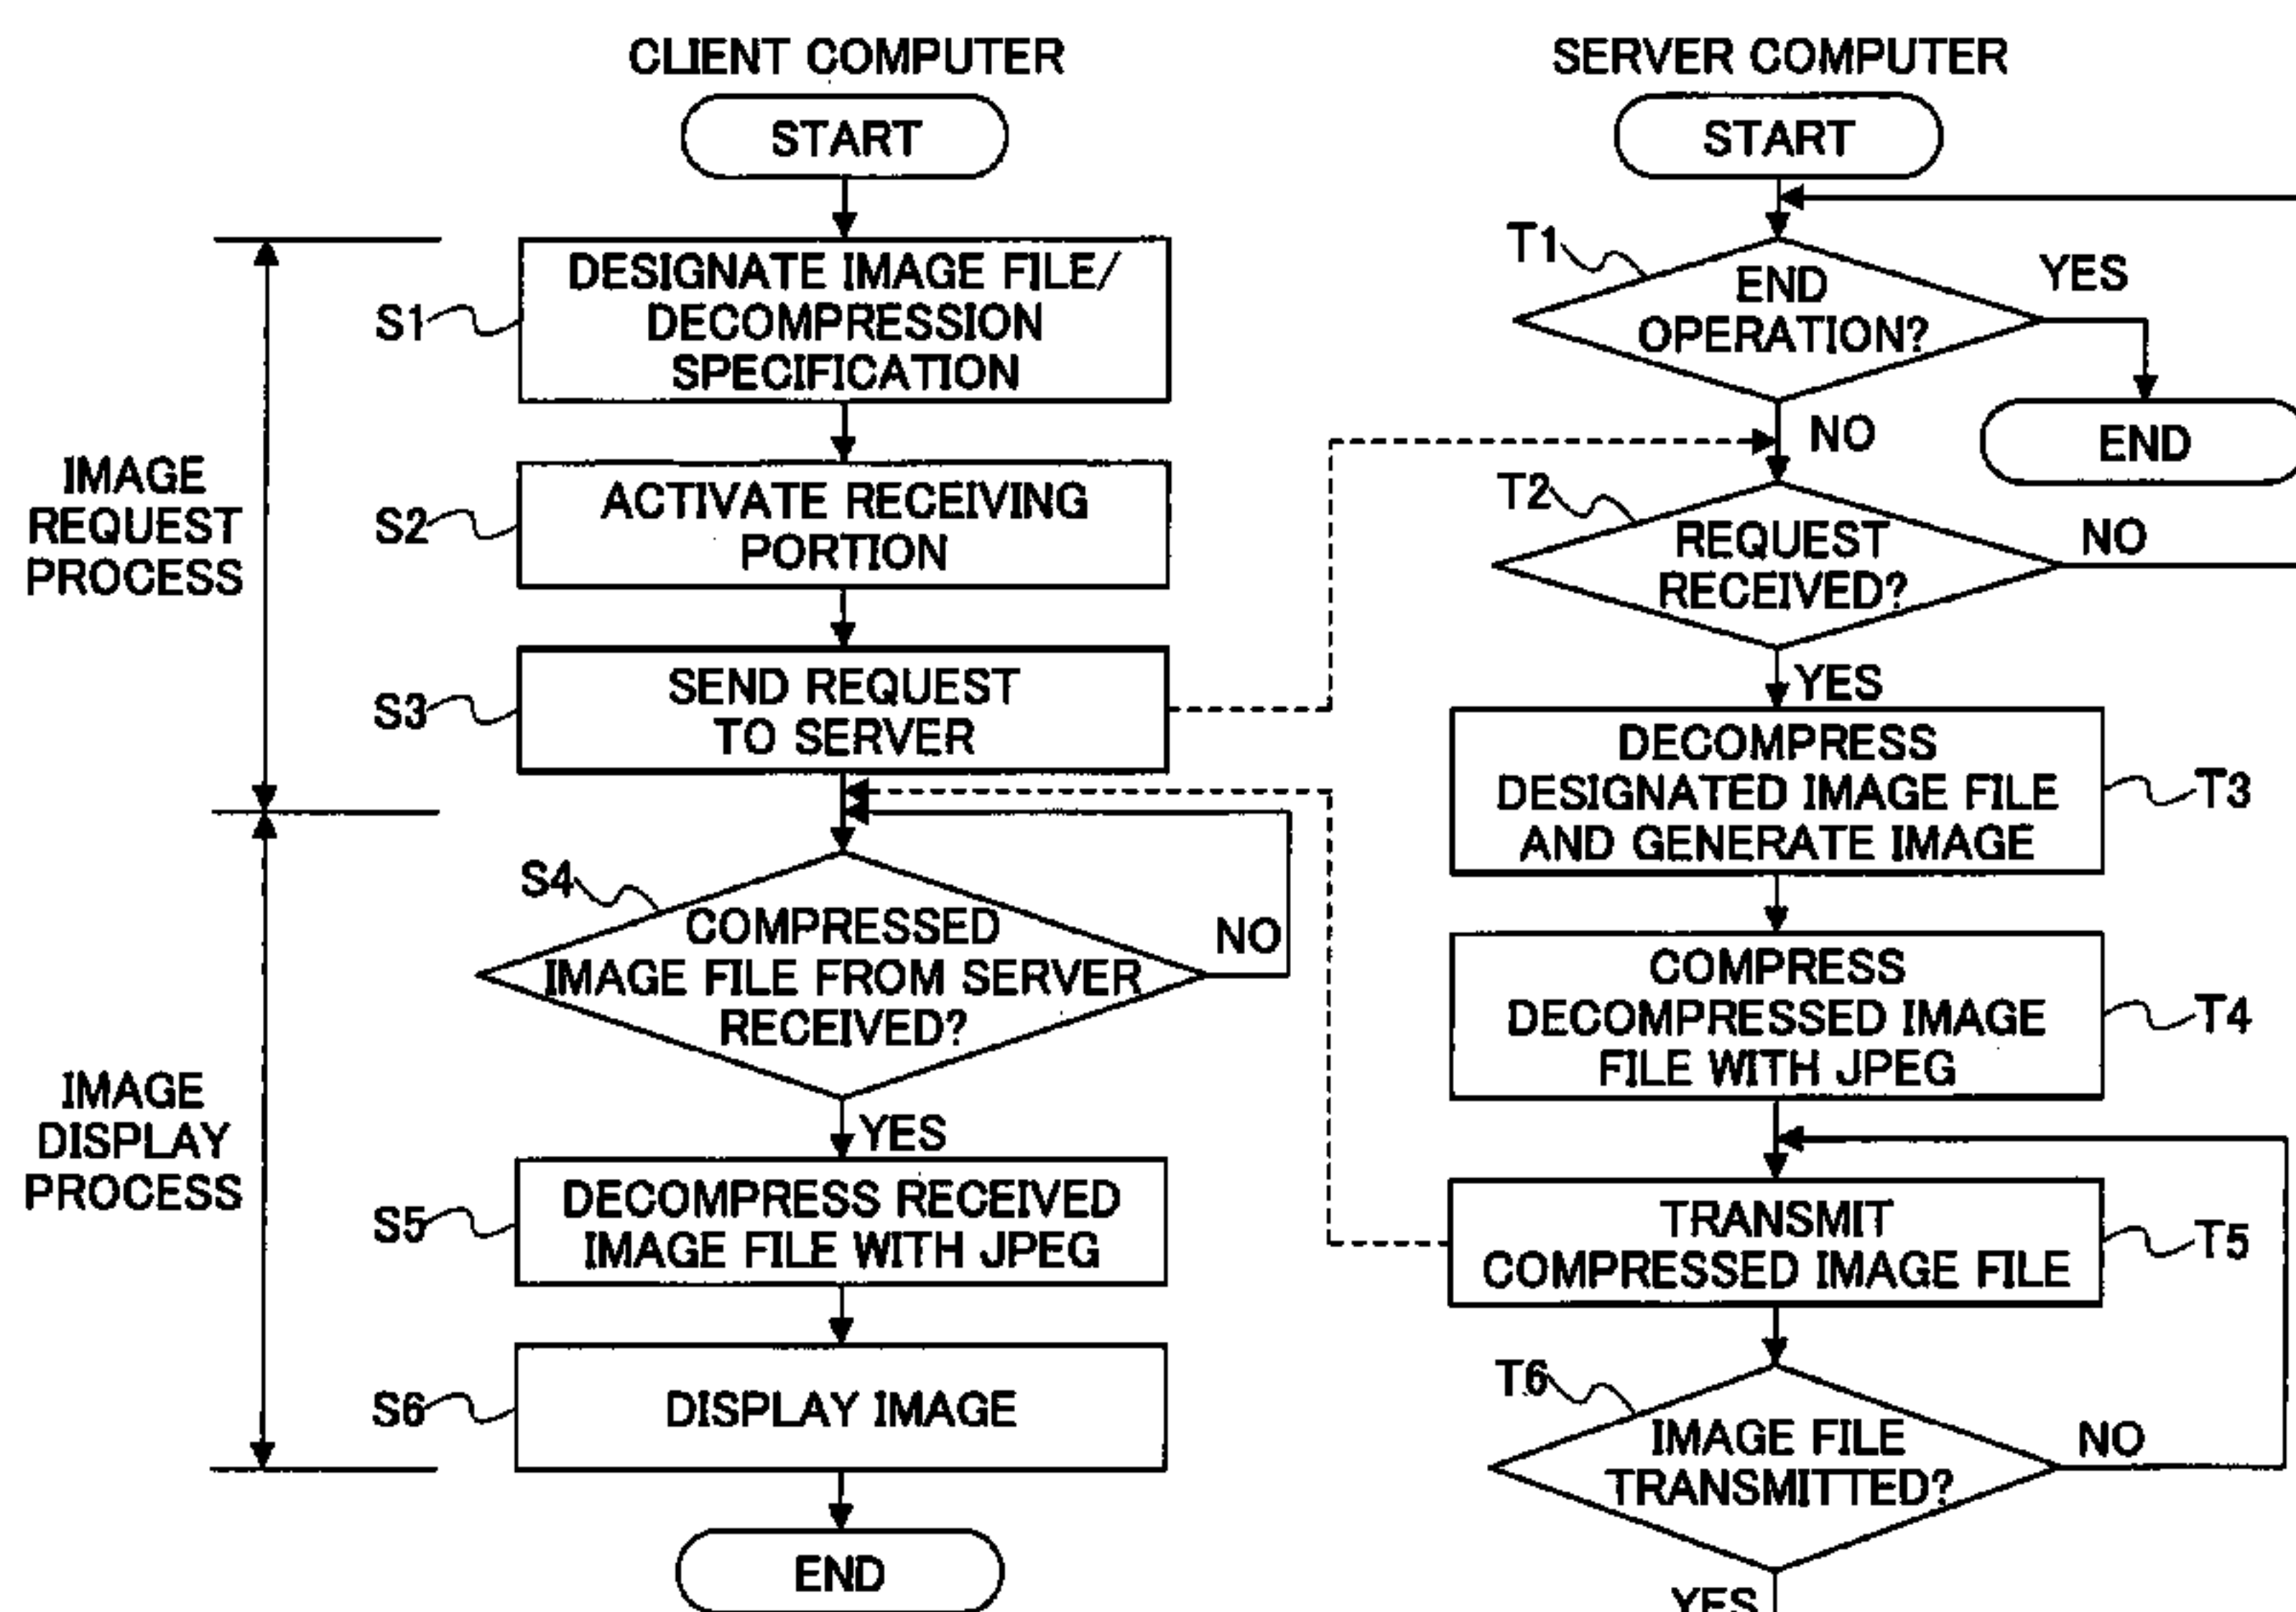 CLIENT COMPUTER
START
S1
DESIGNATE IMAGE FILE/
DECOMPRESSION
SPECIFICATION
S2
ACTIVATE RECEIVING
PORTION
S3
SEND REQUEST
TO SERVER
IMAGE
REQUEST
PROCESS
S4
COMPRESSED
IMAGE FILE FROM SERVER
RECEIVED?
NO
YES
S5
DECOMPRESS RECEIVED
IMAGE FILE WITH JPEG
S6
DISPLAY IMAGE
IMAGE
DISPLAY
PROCESS
END
SERVER COMPUTER
START
T1
END
OPERATION?
YES
END
NO
T2
REQUEST
RECEIVED?
NO
YES
DECOMPRESS
DESIGNATED IMAGE FILE
AND GENERATE IMAGE
T3
COMPRESS
DECOMPRESSED IMAGE
FILE WITH JPEG
T4
TRANSMIT
COMPRESSED IMAGE FILE
T5
T6
IMAGE FILE
TRANSMITTED?
NO
YES